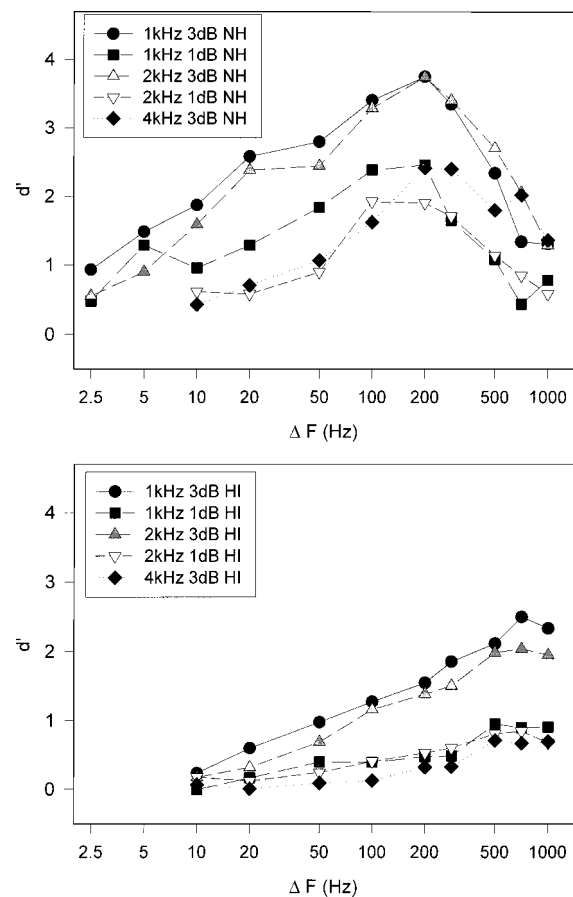 1kHz 3dB NH
1kHz 1dB NH
2kHz 3dB NH
2kHz 1dB NH
4kHz 3dB NH
4
3
2
1
0
d'
2.5 5 10 20 50 100 200 500 1000
Δ F (Hz)
1kHz 3dB HI
1kHz 1dB HI
2kHz 3dB HI
2kHz 1dB HI
4kHz 3dB HI
4
3
2
1
0
d'
2.5 5 10 20 50 100 200 500 1000
Δ F (Hz)